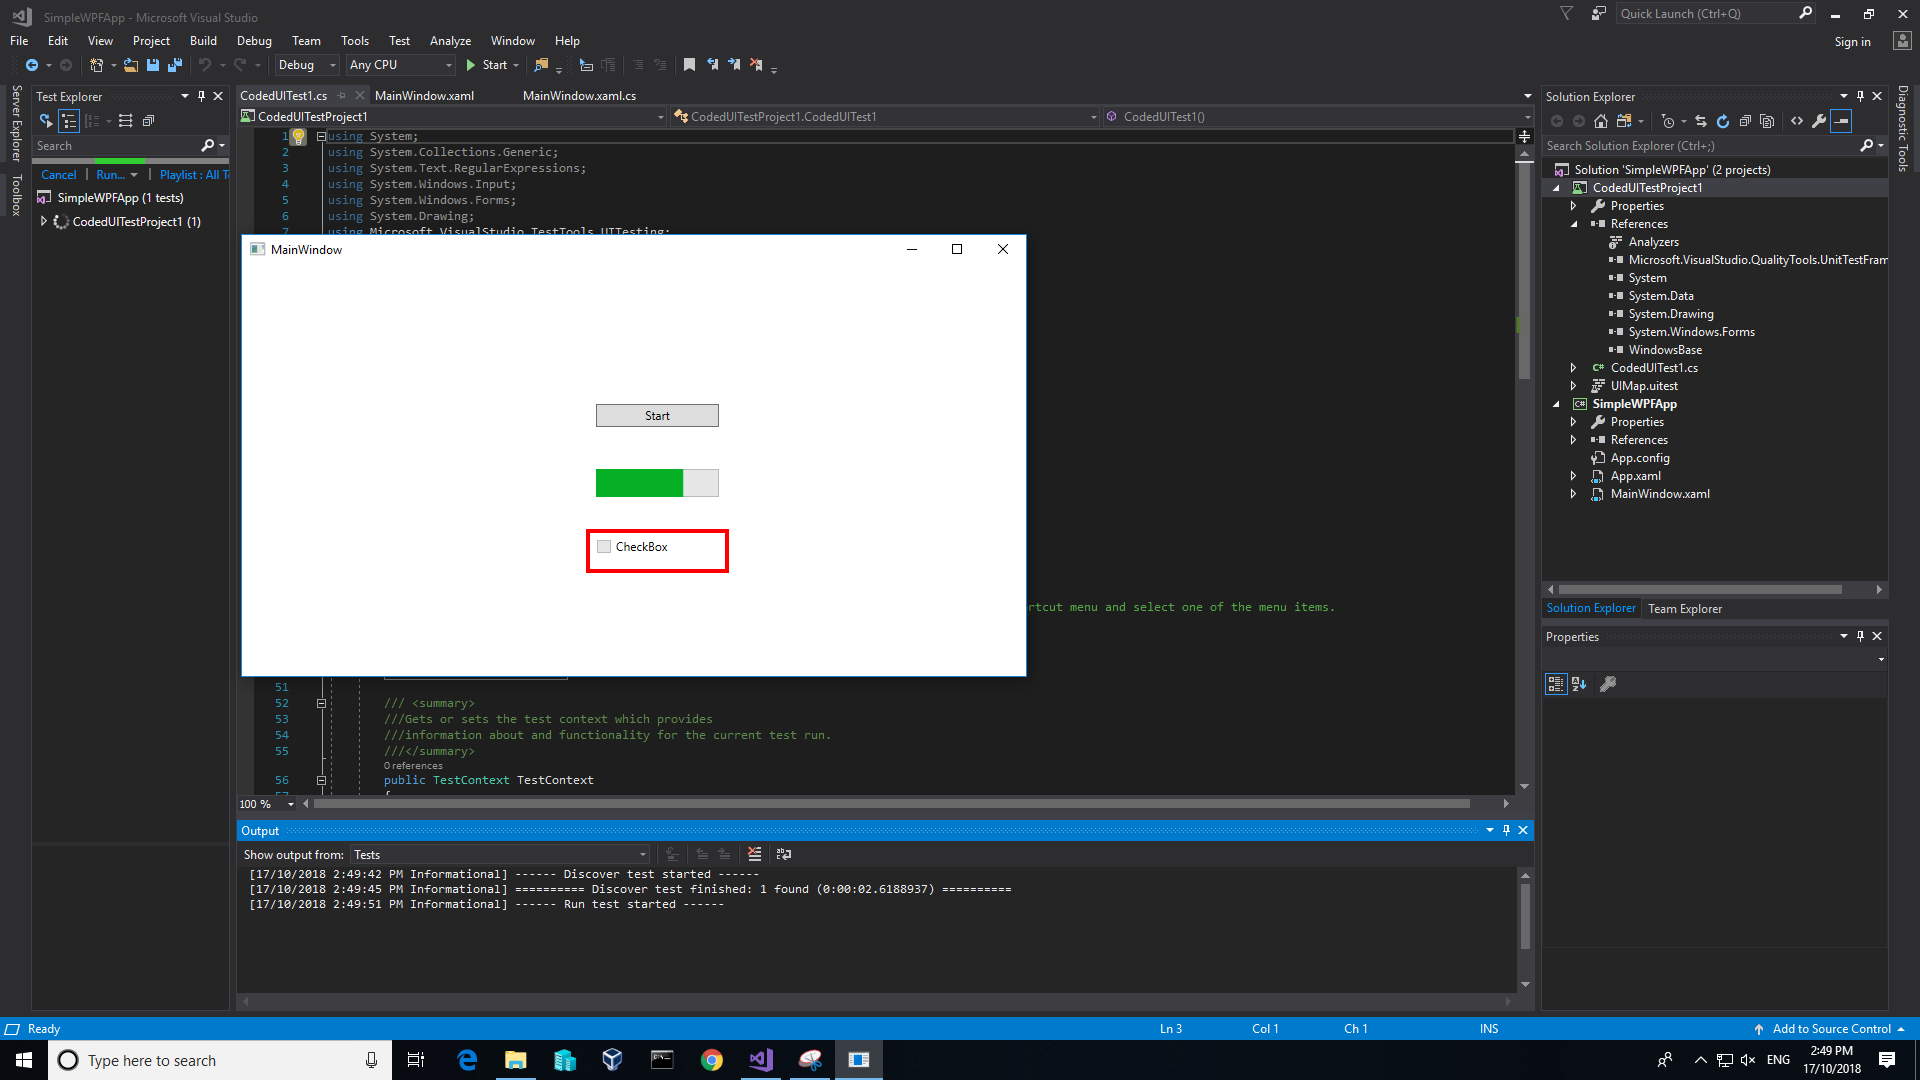 SimpleWPFApp - Microsoft Visual Studio
Quick Launch (Ctrl+Q)
File Edit View Project Build Debug Team Tools Test Analyze Window Help
Sign in
Debug Any CPU Start
Server Explorer
Toolbox
Test Explorer
Search
Cancel Run... Playlist : All T
SimpleWPFApp (1 tests)
CodedUITestProject1 (1)
CodedUITest1.cs MainWindow.xaml MainWindow.xaml.cs
CodedUITestProject1 CodedUITestProject1.CodedUITest1 CodedUITest1()
1 using System;
2 using System.Collections.Generic;
3 using System.Text.RegularExpressions;
4 using System.Windows.Input;
5 using System.Windows.Forms;
6 using System.Drawing;
7 using Microsoft.VisualStudio.TestTools.UITesting;
MainWindow
Start
CheckBox
rtcut menu and select one of the menu items.
51
52 /// <summary>
53 ///Gets or sets the test context which provides
54 ///information about and functionality for the current test run.
55 ///</summary>
0 references
56 public TestContext TestContext
57 {
100 %
Output
Show output from: Tests
[17/10/2018 2:49:42 PM Informational] ------ Discover test started ------
[17/10/2018 2:49:45 PM Informational] ========== Discover test finished: 1 found (0:00:02.6188937) ==========
[17/10/2018 2:49:51 PM Informational] ------ Run test started ------
Solution Explorer
Search Solution Explorer (Ctrl+;)
Solution 'SimpleWPFApp' (2 projects)
CodedUITestProject1
Properties
References
Analyzers
Microsoft.VisualStudio.QualityTools.UnitTestFram
System
System.Data
System.Drawing
System.Windows.Forms
WindowsBase
CodedUITest1.cs
UIMap.uitest
SimpleWPFApp
Properties
References
App.config
App.xaml
MainWindow.xaml
Solution Explorer Team Explorer
Properties
Diagnostic Tools
Ready Ln 3 Col 1 Ch 1 INS Add to Source Control
Type here to search
ENG
2:49 PM
17/10/2018